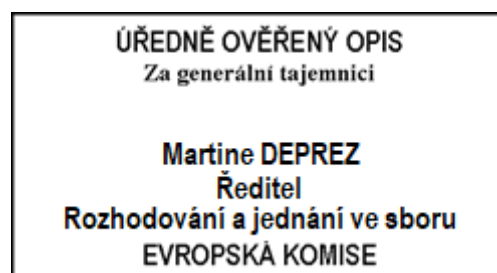 ÚŘEDNĚ OVĚŘENÝ OPIS
Za generální tajemnici
Martine DEPREZ
Ředitel
Rozhodování a jednání ve sboru
EVROPSKÁ KOMISE